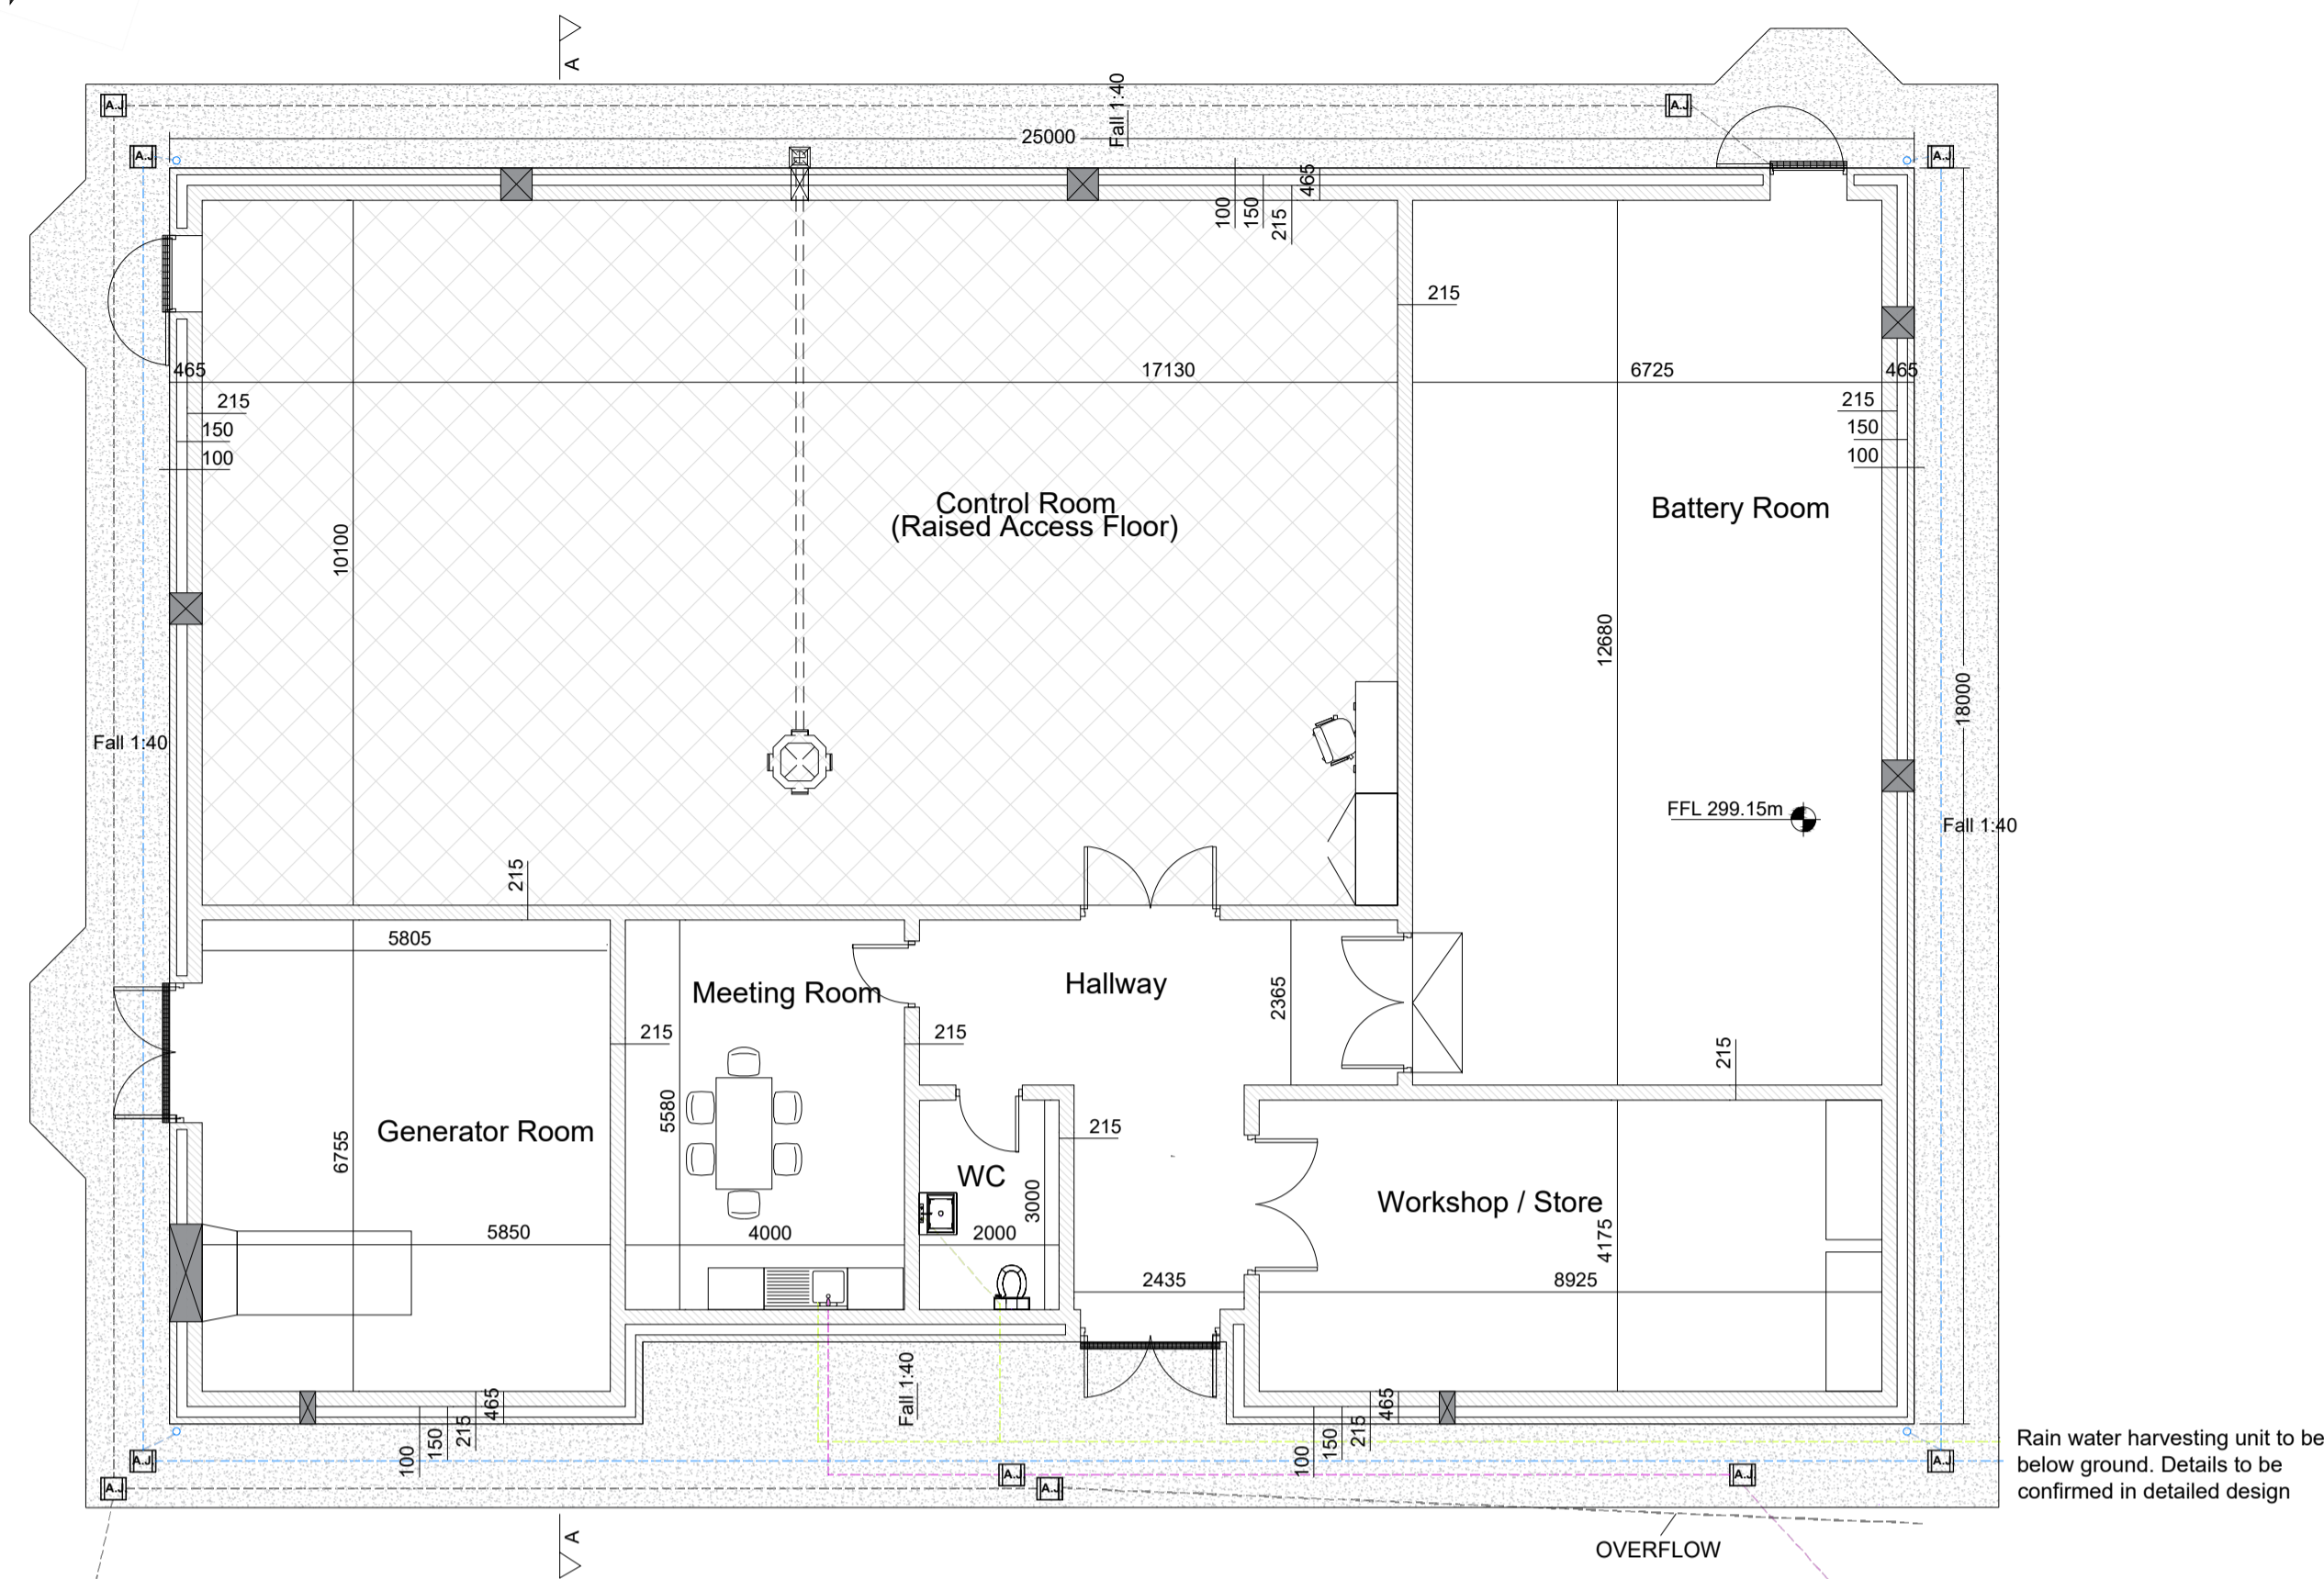 A
A.J
A.J
Fall 1:40
25000
A.J
A.J
465
100
150
215
215
465
17130
6725
465
215
150
100
215
150
100
Control Room
(Raised Access Floor)
Battery Room
10100
12680
18000
Fall 1:40
FFL 299.15m
Fall 1:40
215
5805
Meeting Room
Hallway
2365
215
215
215
5580
6755
Generator Room
215
WC
3000
Workshop / Store
4175
5850
4000
2000
2435
8925
Fall 1:40
465
215
150
100
465
215
150
100
A.J
A.J
A.J
A.J
A.J
A.J
Rain water harvesting unit to be
below ground. Details to be
confirmed in detailed design
A
OVERFLOW